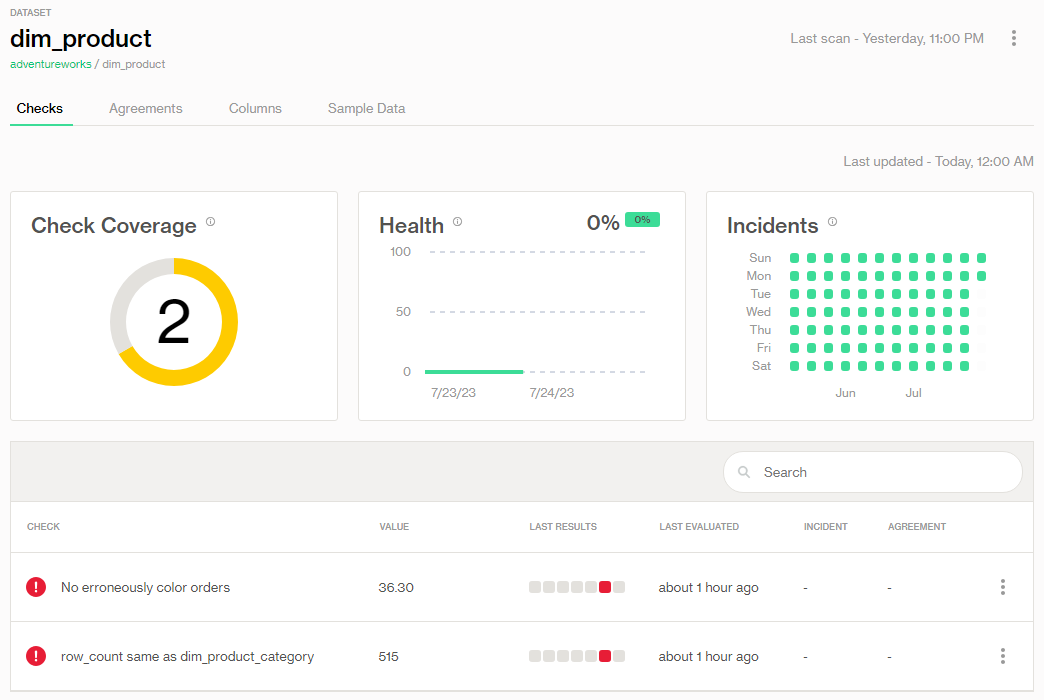 DATASET
dim_product
Last scan - Yesterday, 11:00 PM
adventureworks / dim_product
Checks Agreements Columns Sample Data
Last updated - Today, 12:00 AM
Check Coverage
2
Health
0% 0%
100
50
0
7/23/23 7/24/23
Incidents
Sun
Mon
Tue
Wed
Thu
Fri
Sat
Jun Jul
Search
CHECK VALUE LAST RESULTS LAST EVALUATED INCIDENT AGREEMENT
No erroneously color orders 36.30 about 1 hour ago - -
row_count same as dim_product_category 515 about 1 hour ago - -